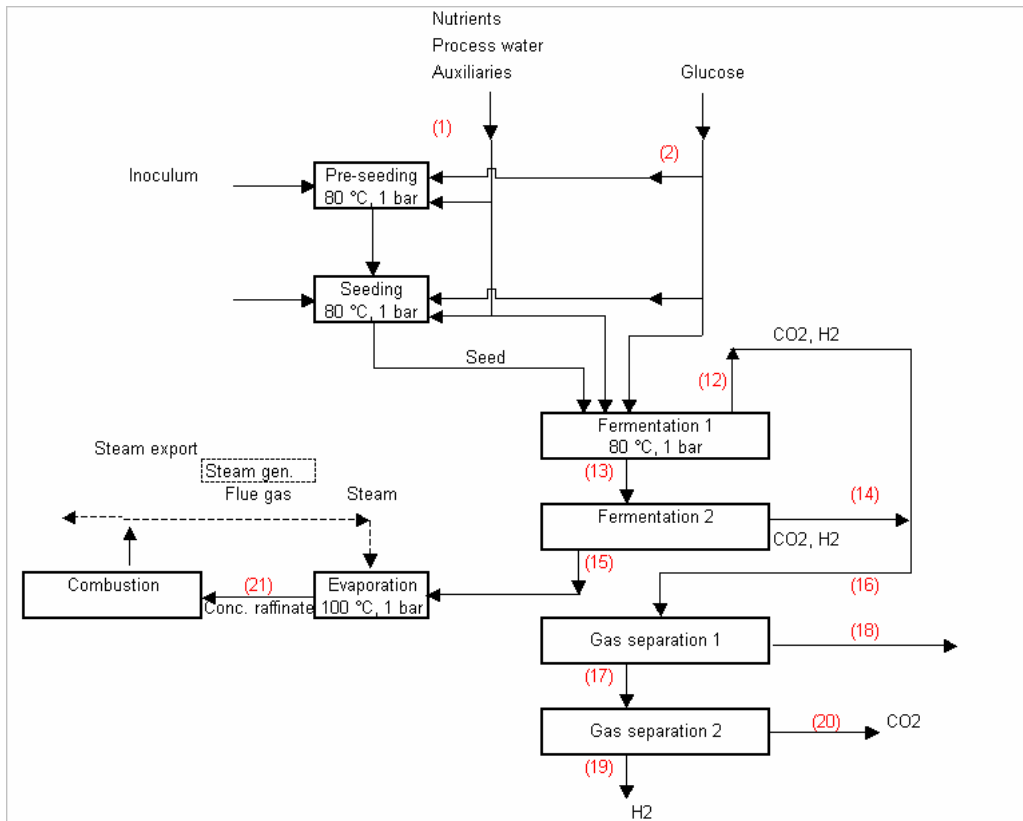 Nutrients
Process water
Auxiliaries
Glucose
(1)
(2)
Inoculum
Pre-seeding
80 °C, 1 bar
Seeding
80 °C, 1 bar
Seed
CO2, H2
(12)
Fermentation 1
80 °C, 1 bar
(13)
Steam export
Steam gen.
Flue gas
Steam
(14)
Fermentation 2
CO2, H2
(15)
(16)
Combustion
(21)
Conc. raffinate
Evaporation
100 °C, 1 bar
Gas separation 1
(18)
(17)
Gas separation 2
(20)
CO2
(19)
H2